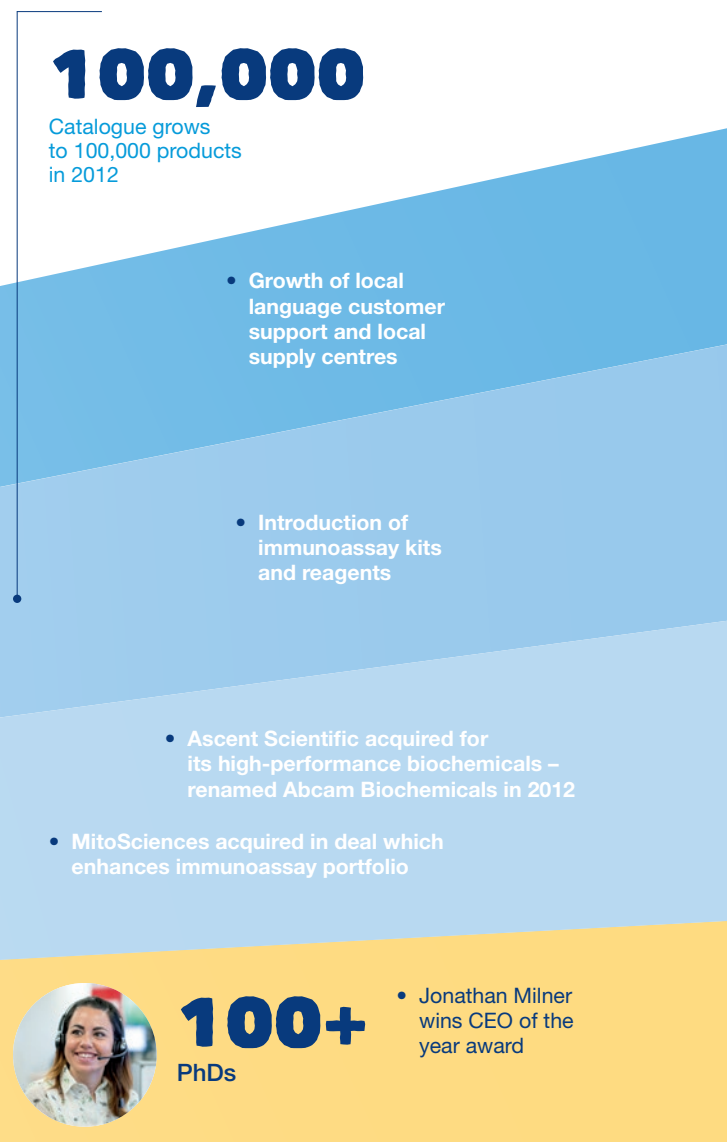 100,000
Catalogue grows
to 100,000 products
in 2012
• Growth of local
language customer
support and local
supply centres
• Introduction of
immunoassay kits
and reagents
• Ascent Scientific acquired for
its high-performance biochemicals –
renamed Abcam Biochemicals in 2012
• MitoSciences acquired in deal which
enhances immunoassay portfolio
100+
PhDs
• Jonathan Milner
wins CEO of the
year award